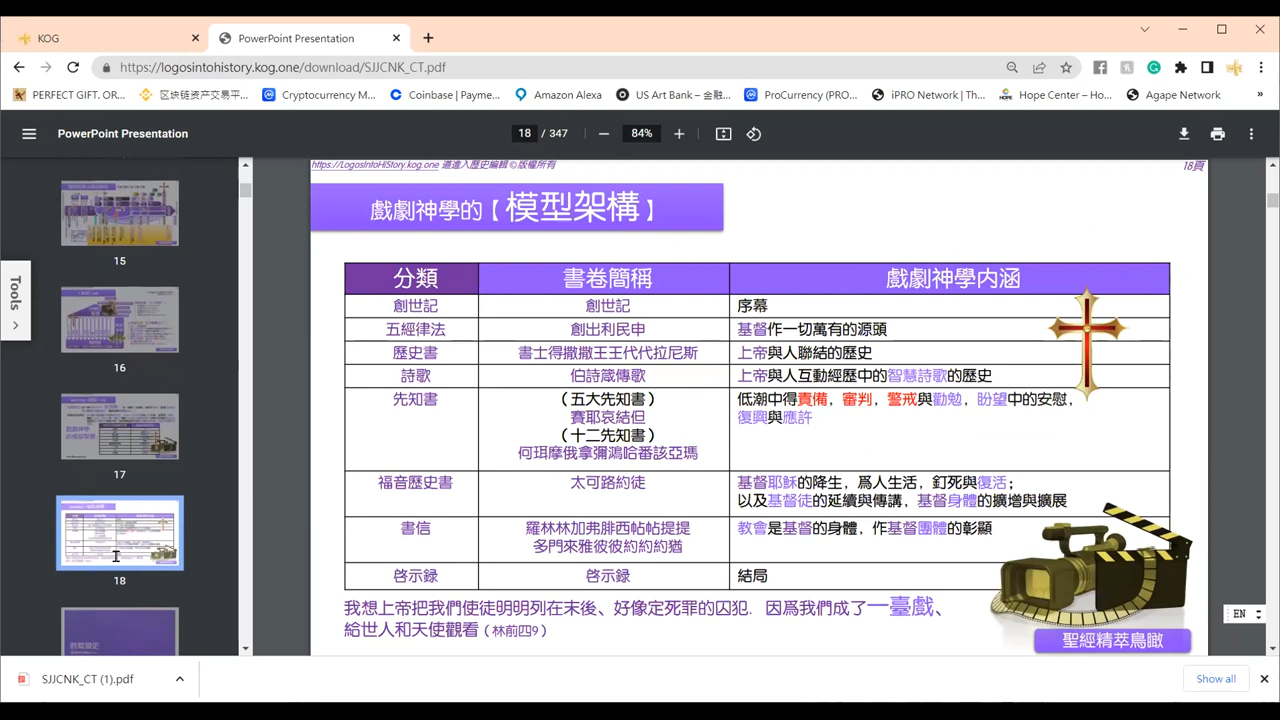 KOG
PowerPoint Presentation
https://logosintohistory.kog.one/download/SJJCNK_CT.pdf
PERFECT GIFT. OR...
区块链资产交易平...
Cryptocurrency M...
Coinbase | Payme...
Amazon Alexa
US Art Bank – 金融...
ProCurrency (PRO...
iPRO Network | Th...
Hope Center – Ho...
Agape Network
»
PowerPoint Presentation
18 / 347
84%
https://LogosIntoHiStory.kog.one 道進入歷史編輯©版權所有
18頁
戲劇神學的【模型架構】
分類 書卷簡稱 戲劇神學内涵
創世記 創世記 序幕
五經律法 創出利民申 基督作一切萬有的源頭
歷史書 書士得撒撒王王代代拉尼斯 上帝與人聯結的歷史
詩歌 伯詩箴傳歌 上帝與人互動經歷中的智慧詩歌的歷史
先知書 （五大先知書） 低潮中得責備，審判，警戒與勸勉，盼望中的安慰，
賽耶哀結但 復興與應許
（十二先知書）
何珥摩俄拿彌鴻哈番該亞瑪
福音歷史書 太可路約徒 基督耶穌的降生，爲人生活，釘死與復活；
以及基督徒的延續與傳講，基督身體的擴增與擴展
書信 羅林林加弗腓西帖帖提提 教會是基督的身體，作基督團體的彰顯
多門來雅彼彼約約約猶
啓示録 啓示録 結局
我想上帝把我們使徒明明列在末後、好像定死罪的囚犯．因爲我們成了一臺戲、
給世人和天使觀看（林前四9）
聖經精萃鳥瞰
Tools
15
16
17
18
EN
SJJCNK_CT (1).pdf
Show all